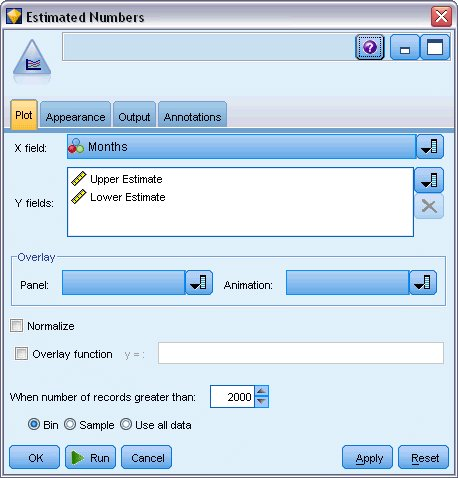 Estimated Numbers
?
Plot Appearance Output Annotations
X field: Months
Y fields: Upper Estimate
Lower Estimate
Overlay
Panel: Animation:
Normalize
Overlay function y = :
When number of records greater than: 2000
Bin Sample Use all data
OK Run Cancel Apply Reset